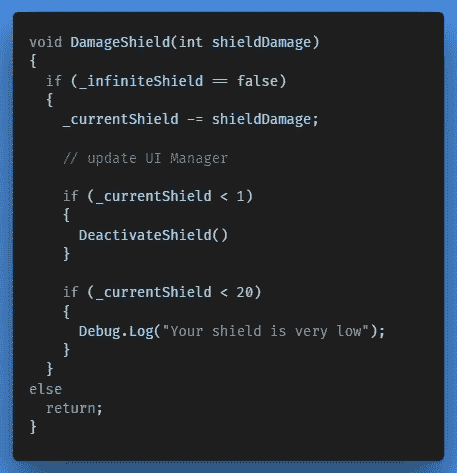 void DamageShield(int shieldDamage)
{
  if (_infiniteShield == false)
  {
    _currentShield -= shieldDamage;

    // update UI Manager

    if (_currentShield < 1)
    {
      DeactivateShield()
    }

    if (_currentShield < 20)
    {
      Debug.Log("Your shield is very low");
    }
  }
else
  return;
}